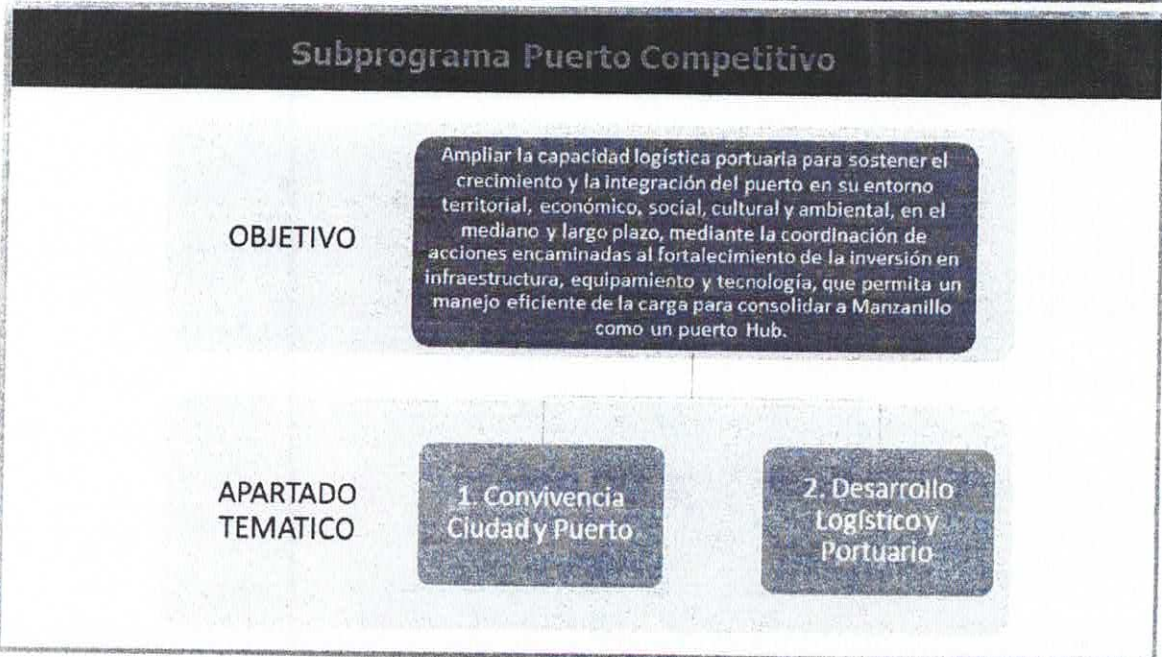 Subprograma Puerto Competitivo
OBJETIVO
Ampliar la capacidad logística portuaria para sostener el
crecimiento y la integración del puerto en su entorno
territorial, económico, social, cultural y ambiental, en el
mediano y largo plazo, mediante la coordinación de
acciones encaminadas al fortalecimiento de la inversión en
infraestructura, equipamiento y tecnología, que permita un
manejo eficiente de la carga para consolidar a Manzanillo
como un puerto Hub.
APARTADO
TEMATICO
1. Convivencia
Ciudad y Puerto
2. Desarrollo
Logístico y
Portuario